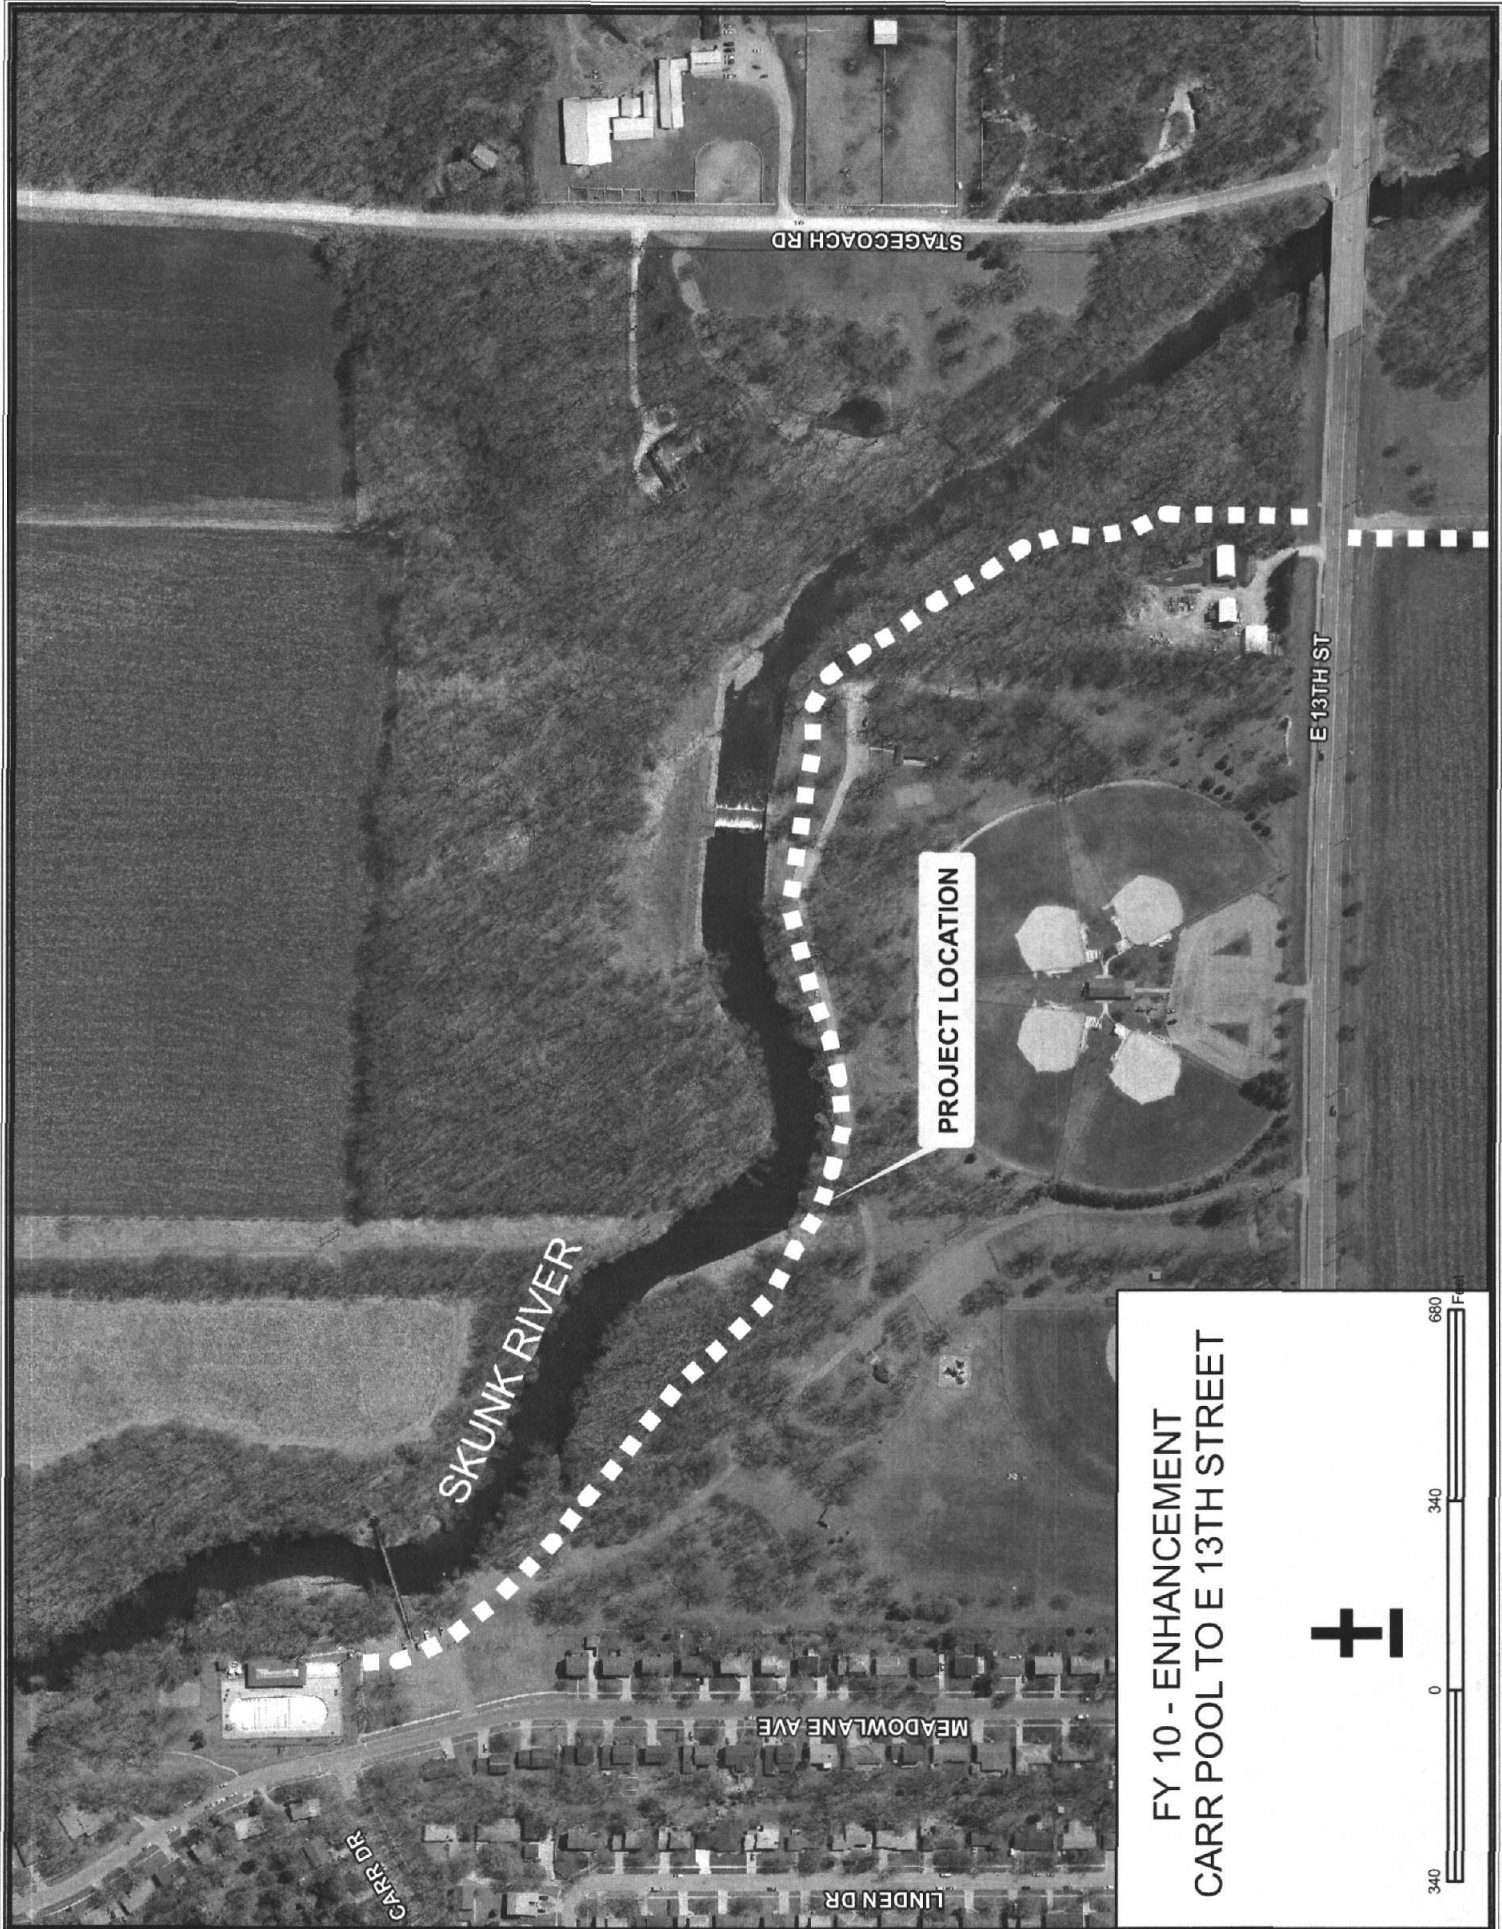 STAGECOACH RD
E 13TH ST
PROJECT LOCATION
SKUNK RIVER
MEADOWLANE AVE
CARR DR
LINDEN DR
FY 10 - ENHANCEMENT
CARR POOL TO E 13TH STREET
340 0 340 680
Feet